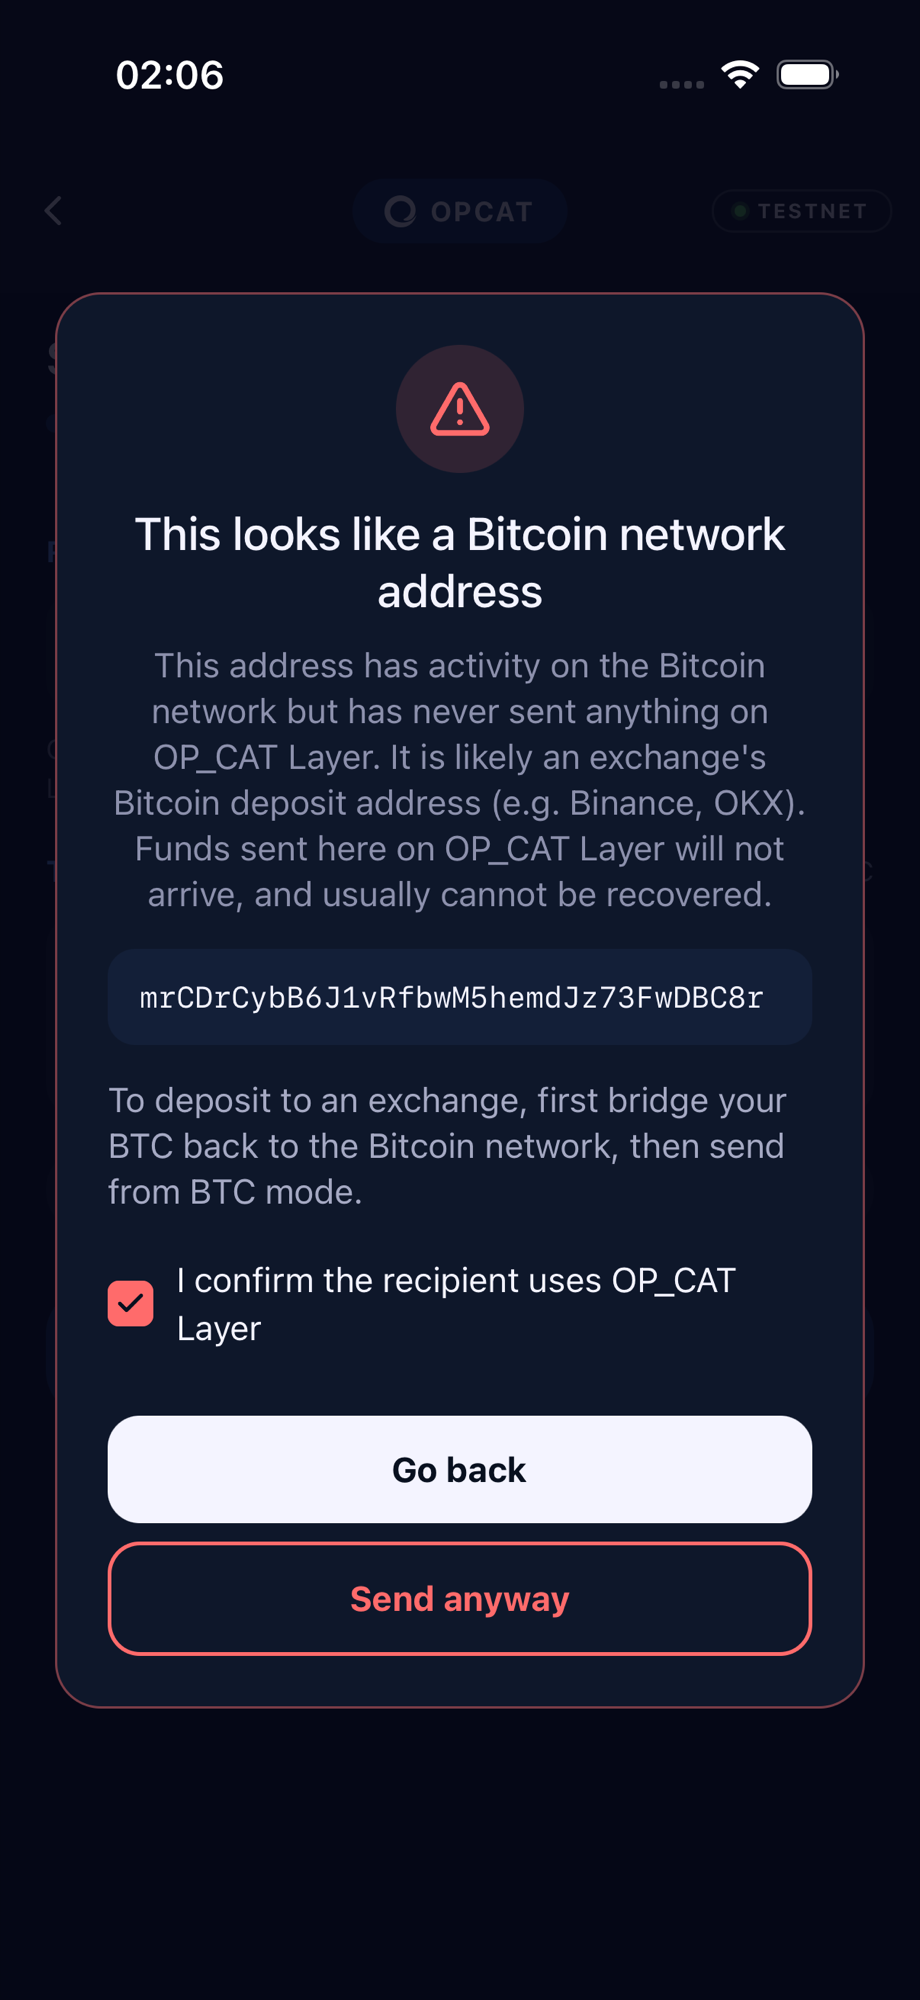 02:06
OPCAT
TESTNET
This looks like a Bitcoin network
address
This address has activity on the Bitcoin
network but has never sent anything on
OP_CAT Layer. It is likely an exchange's
Bitcoin deposit address (e.g. Binance, OKX).
Funds sent here on OP_CAT Layer will not
arrive, and usually cannot be recovered.
mrCDrCybB6J1vRfbwM5hemdJz73FwDBC8r
To deposit to an exchange, first bridge your
BTC back to the Bitcoin network, then send
from BTC mode.
I confirm the recipient uses OP_CAT
Layer
Go back
Send anyway